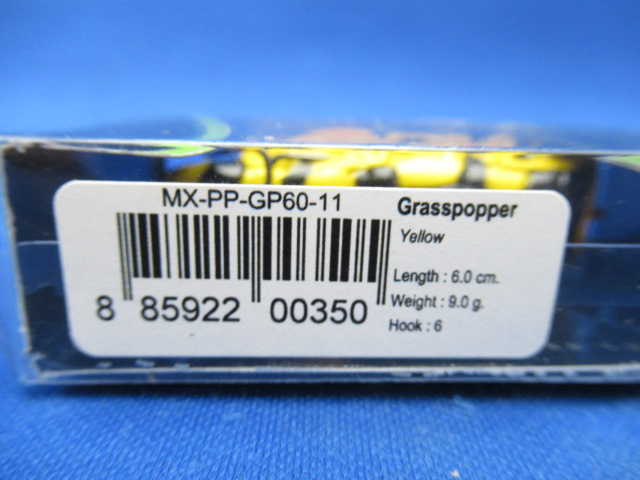 MX-PP-GP60-11
Grasspopper
Yellow
Length : 6.0 cm.
Weight : 9.0 g.
Hook : 6
8 85922 00350